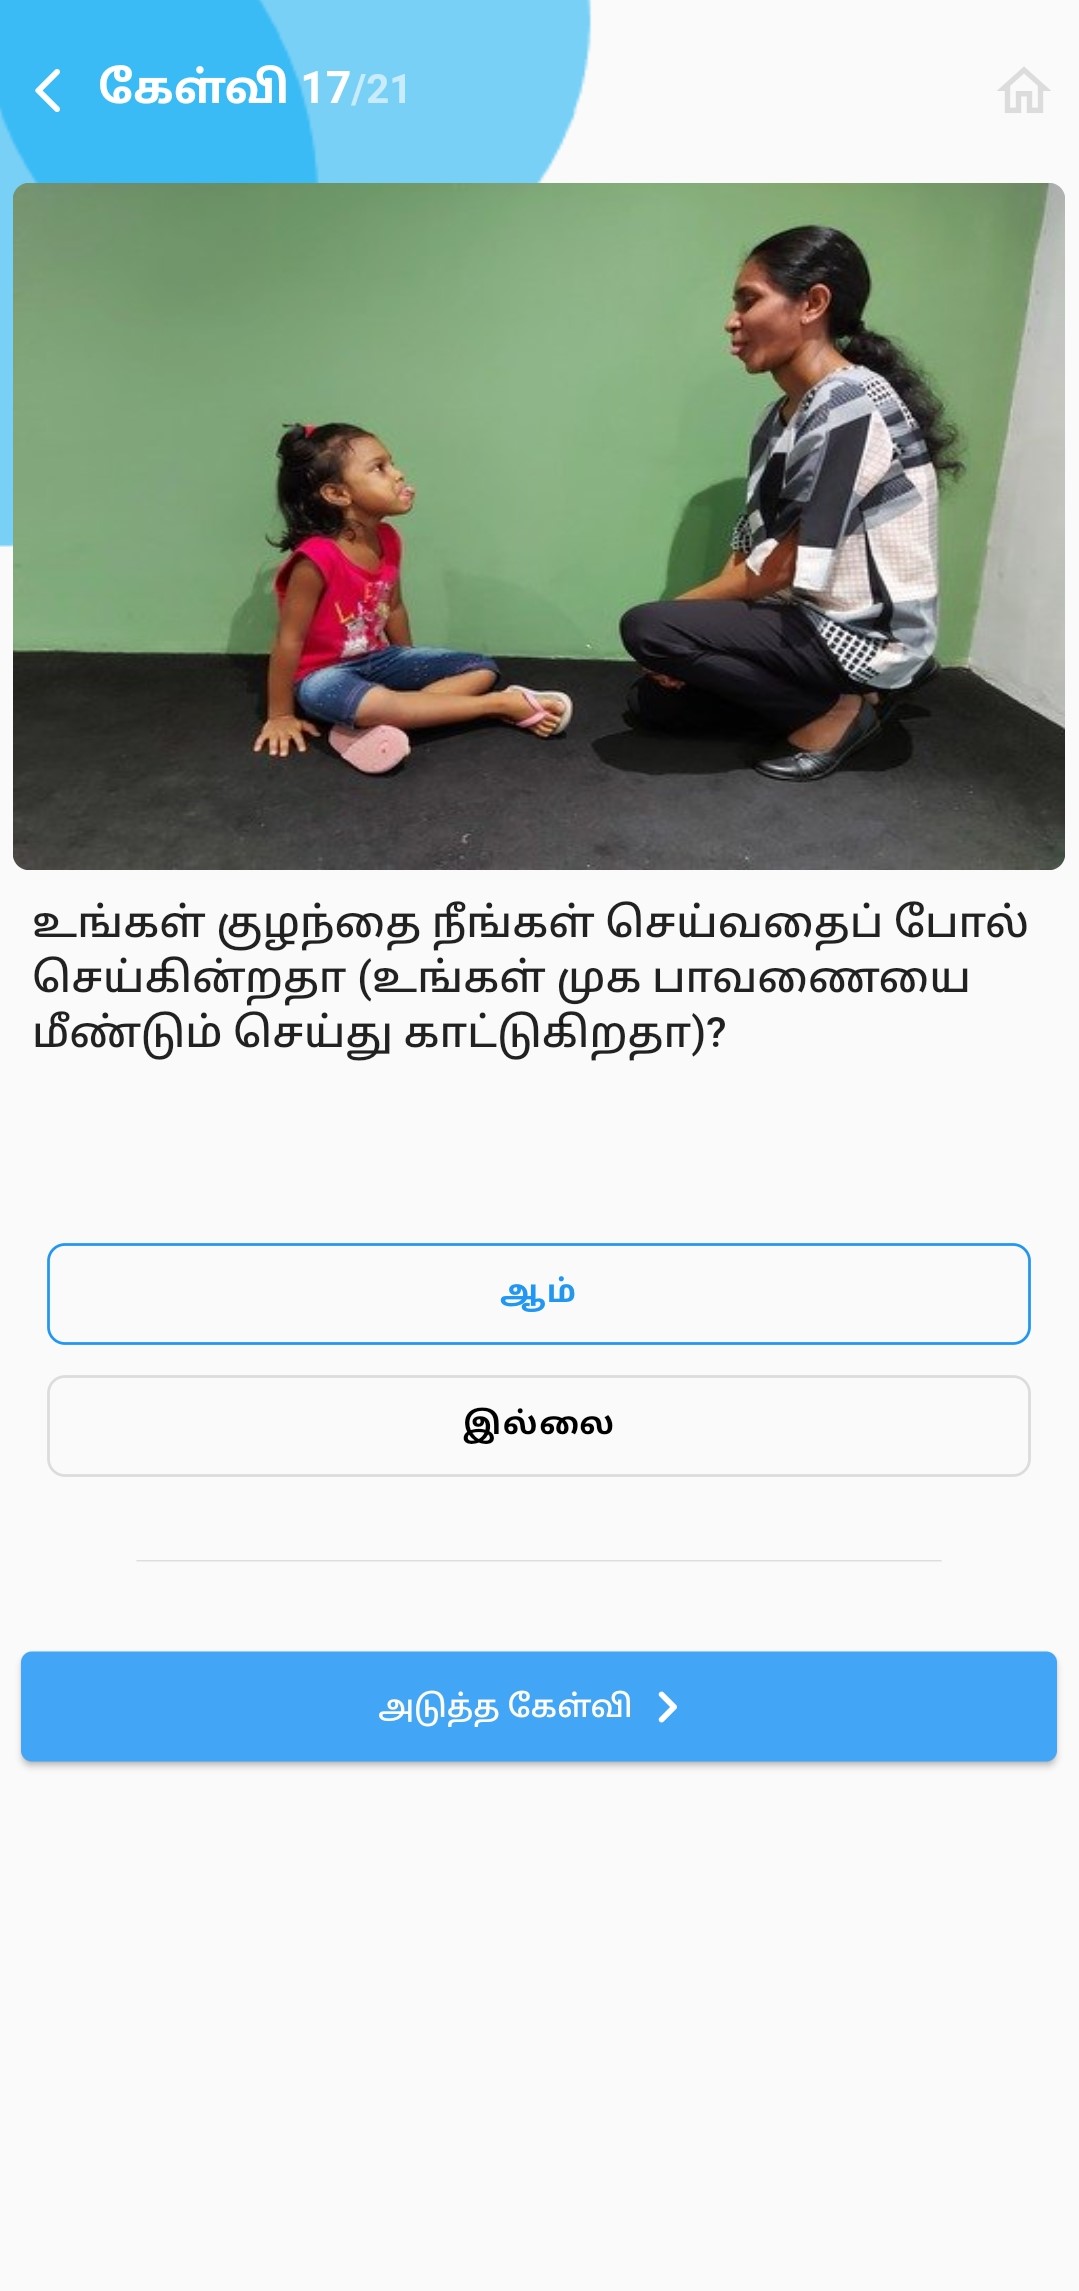 கேள்வி 17/21
உங்கள் குழந்தை நீங்கள் செய்வதைப் போல்
செய்கின்றதா (உங்கள் முக பாவணையை
மீண்டும் செய்து காட்டுகிறதா)?
ஆம்
இல்லை
அடுத்த கேள்வி